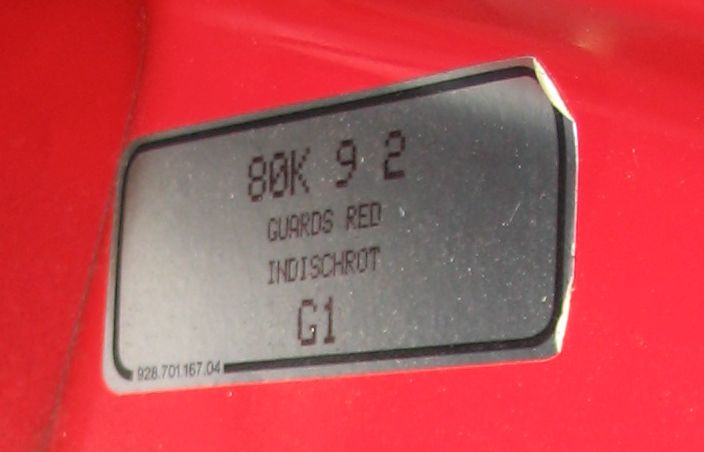 80K 9 2
GUARDS RED
INDISCHROT
G1
928.701.167.04